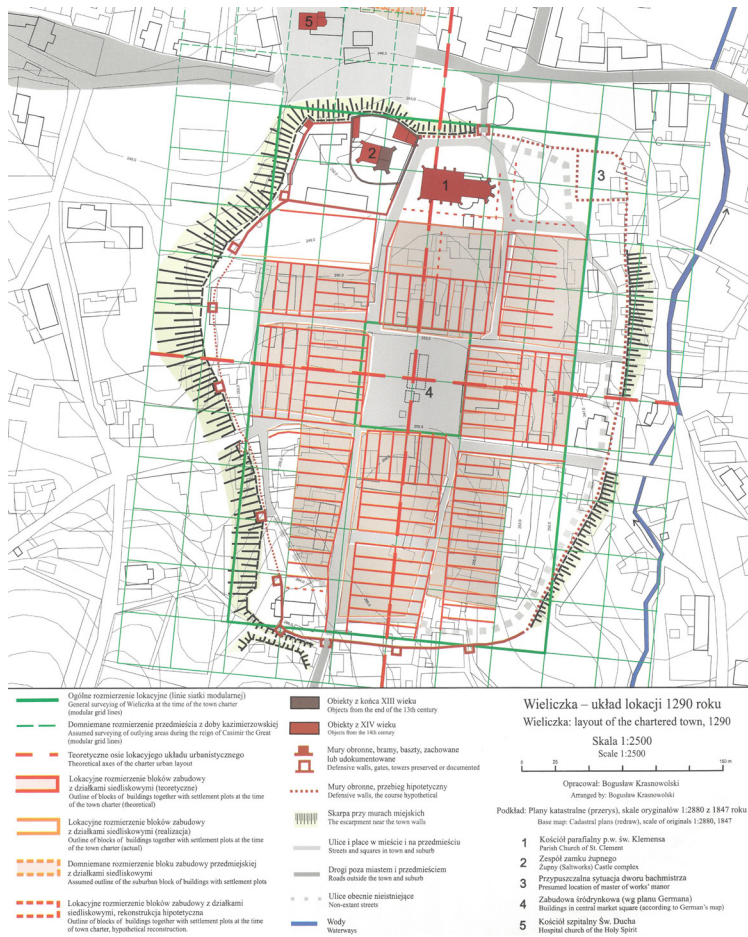 5
2
1
3
4
Ogólne rozmierzenie lokacyjne (linie siatki modularnej)
General surveying of Wieliczka at the time of the town charter
(modular grid lines)
Domniemane rozmierzenie przedmieścia z doby kazimierzowskiej
Assumed surveying of outlying areas during the reign of Casimir the Great
(modular grid lines)
Teoretyczne osie lokacyjnego układu urbanistycznego
Theoretical axes of the charter urban layout
Lokacyjne rozmierzenie bloków zabudowy
z działkami siedliskowymi (teoretyczne)
Outline of blocks of buildings together with settlement plots at the time
of the town charter (theoretical)
Lokacyjne rozmierzenie bloków zabudowy
z działkami siedliskowymi (realizacja)
Outline of blocks of buildings together with settlement plots at the time
of the town charter (actual)
Domniemane rozmierzenie bloku zabudowy przedmiejskiej
z działkami siedliskowymi
Assumed outline of the suburban block of buildings with settlement plots
Lokacyjne rozmierzenie bloków zabudowy z działkami
siedliskowymi, rekonstrukcja hipotetyczna
Outline of blocks of buildings together with settlement plots at the time
of town charter, hypothetical reconstruction.
Obiekty z końca XIII wieku
Objects from the end of the 13th century
Obiekty z XIV wieku
Objects from the 14th century
Mury obronne, bramy, baszty, zachowane
lub udokumentowane
Defensive walls, gates, towers preserved or documented
Mury obronne, przebieg hipotetyczny
Defensive walls, the course hypothetical
Skarpa przy murach miejskich
The escarpment near the town walls
Ulice i place w mieście i na przedmieściu
Streets and squares in town and suburb
Drogi poza miastem i przedmieściem
Roads outside the town and suburb
Ulice obecnie nieistniejące
Non-extant streets
Wody
Waterways
Wieliczka – układ lokacji 1290 roku
Wieliczka: layout of the chartered town, 1290
Skala 1:2500
Scale 1:2500
0 25 150 m
Opracował: Bogusław Krasnowolski
Arranged by: Bogusław Krasnowolski
Podkład: Plany katastralne (przerys), skale oryginałów 1:2880 z 1847 roku
Base map: Cadastral plans (redraw), scale of originals 1:2880, 1847
1 Kościół parafialny p.w. św. Klemensa
Parish Church of St. Clement
2 Zespół zamku żupnego
Żupny (Saltworks) Castle complex
3 Przypuszczalna sytuacja dworu bachmistrza
Presumed location of master of works' manor
4 Zabudowa śródrynkowa (wg planu Germana)
Buildings in central market square (according to German's map)
5 Kościół szpitalny Św. Ducha
Hospital church of the Holy Spirit